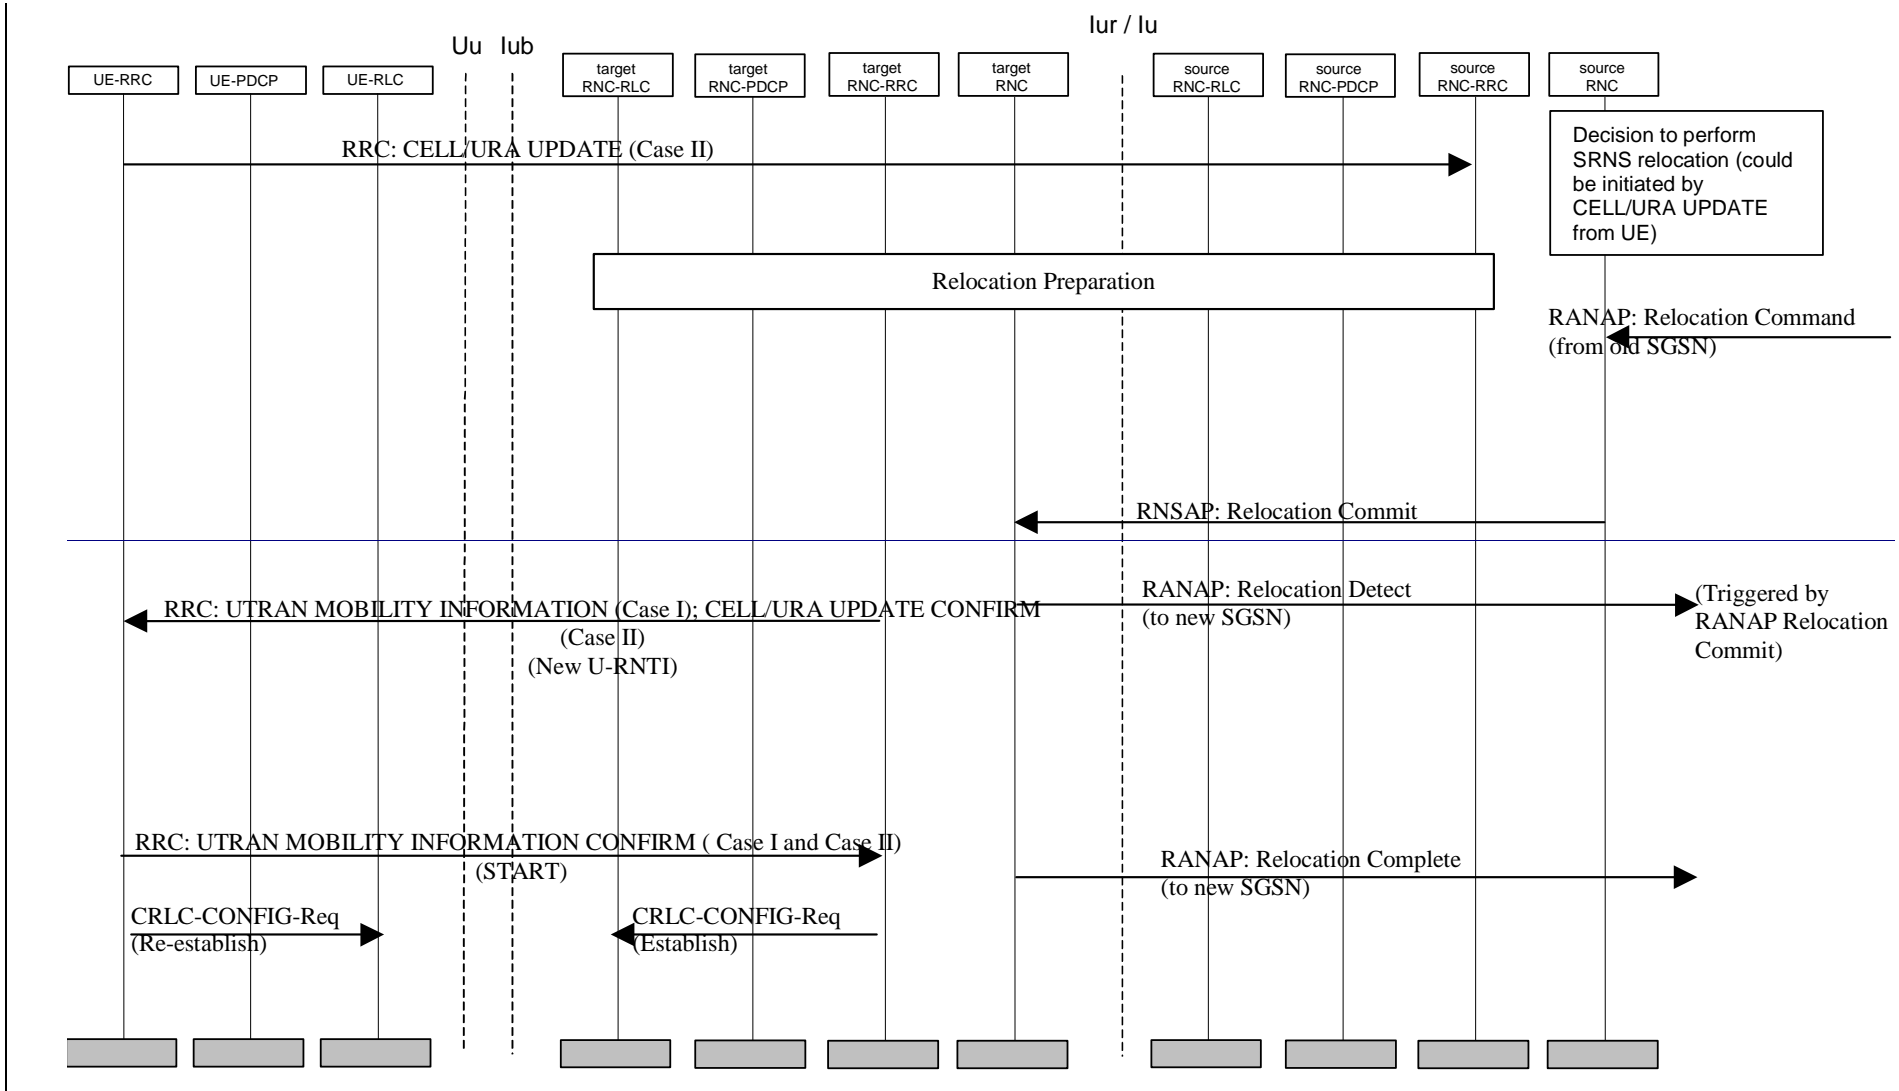 Iur / Iu
Uu Iub
UE-RRC
UE-PDCP
UE-RLC
target
RNC-RLC
target
RNC-PDCP
target
RNC-RRC
target
RNC
source
RNC-RLC
source
RNC-PDCP
source
RNC-RRC
source
RNC
Decision to perform
SRNS relocation (could
be initiated by
CELL/URA UPDATE
from UE)
RRC: CELL/URA UPDATE (Case II)
Relocation Preparation
RANAP: Relocation Command
(from old SGSN)
RNSAP: Relocation Commit
RANAP: Relocation Detect
(to new SGSN)
(Triggered by
RANAP Relocation
Commit)
RRC: UTRAN MOBILITY INFORMATION (Case I); CELL/URA UPDATE CONFIRM
(Case II)
(New U-RNTI)
RRC: UTRAN MOBILITY INFORMATION CONFIRM ( Case I and Case II)
(START)
RANAP: Relocation Complete
(to new SGSN)
CRLC-CONFIG-Req
(Re-establish)
CRLC-CONFIG-Req
(Establish)